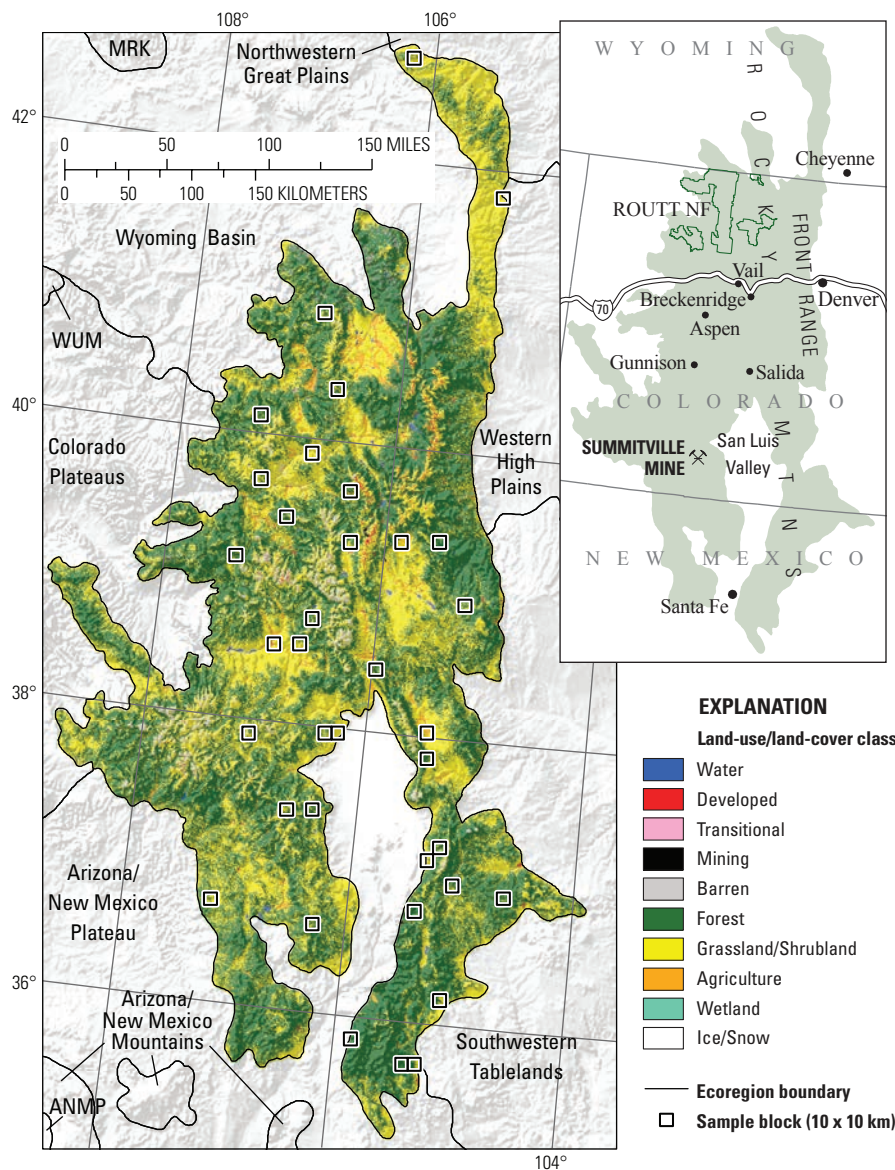 108°
106°
MRK
Northwestern
Great Plains
42°
0 50 100 150 MILES
0 50 100 150 KILOMETERS
Wyoming Basin
WUM
40°
Colorado
Plateaus
Western
High
Plains
38°
Arizona/
New Mexico
Plateau
36°
Arizona/
New Mexico
Mountains
ANMP
Southwestern
Tablelands
104°
WYOMING
ROCKY MTNS
Cheyenne
ROUTT NF
FRONT RANGE
Vail
70
Breckenridge
Denver
Aspen
Gunnison
Salida
COLORADO
SUMMITVILLE
MINE
San Luis
Valley
NEW MEXICO
Santa Fe
EXPLANATION
Land-use/land-cover class
Water
Developed
Transitional
Mining
Barren
Forest
Grassland/Shrubland
Agriculture
Wetland
Ice/Snow
Ecoregion boundary
Sample block (10 x 10 km)